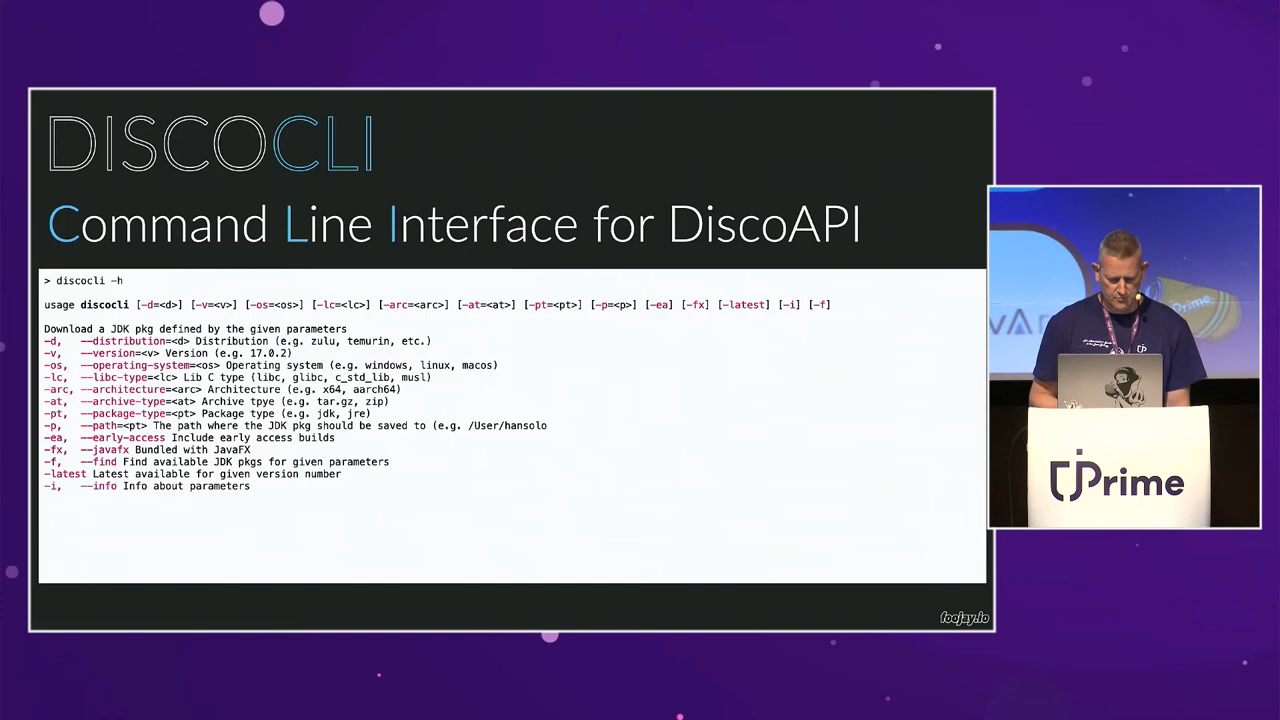 DISCOCLI
Command Line Interface for DiscoAPI
> discocli -h
usage discocli [-d=<d>] [-v=<v>] [-os=<os>] [-lc=<lc>] [-arc=<arc>] [-at=<at>] [-pt=<pt>] [-p=<p>] [-ea] [-fx] [-latest] [-i] [-f]
Download a JDK pkg defined by the given parameters
-d, --distribution=<d> Distribution (e.g. zulu, temurin, etc.)
-v, --version=<v> Version (e.g. 17.0.2)
-os, --operating-system=<os> Operating system (e.g. windows, linux, macos)
-lc, --libc-type=<lc> Lib C type (libc, glibc, c_std_lib, musl)
-arc, --architecture=<arc> Architecture (e.g. x64, aarch64)
-at, --archive-type=<at> Archive tpye (e.g. tar.gz, zip)
-pt, --package-type=<pt> Package type (e.g. jdk, jre)
-p, --path=<pt> The path where the JDK pkg should be saved to (e.g. /User/hansolo
-ea, --early-access Include early access builds
-fx, --javafx Bundled with JavaFX
-f, --find Find available JDK pkgs for given parameters
-latest Latest available for given version number
-i, --info Info about parameters
foojay.io
Prime
JPrime